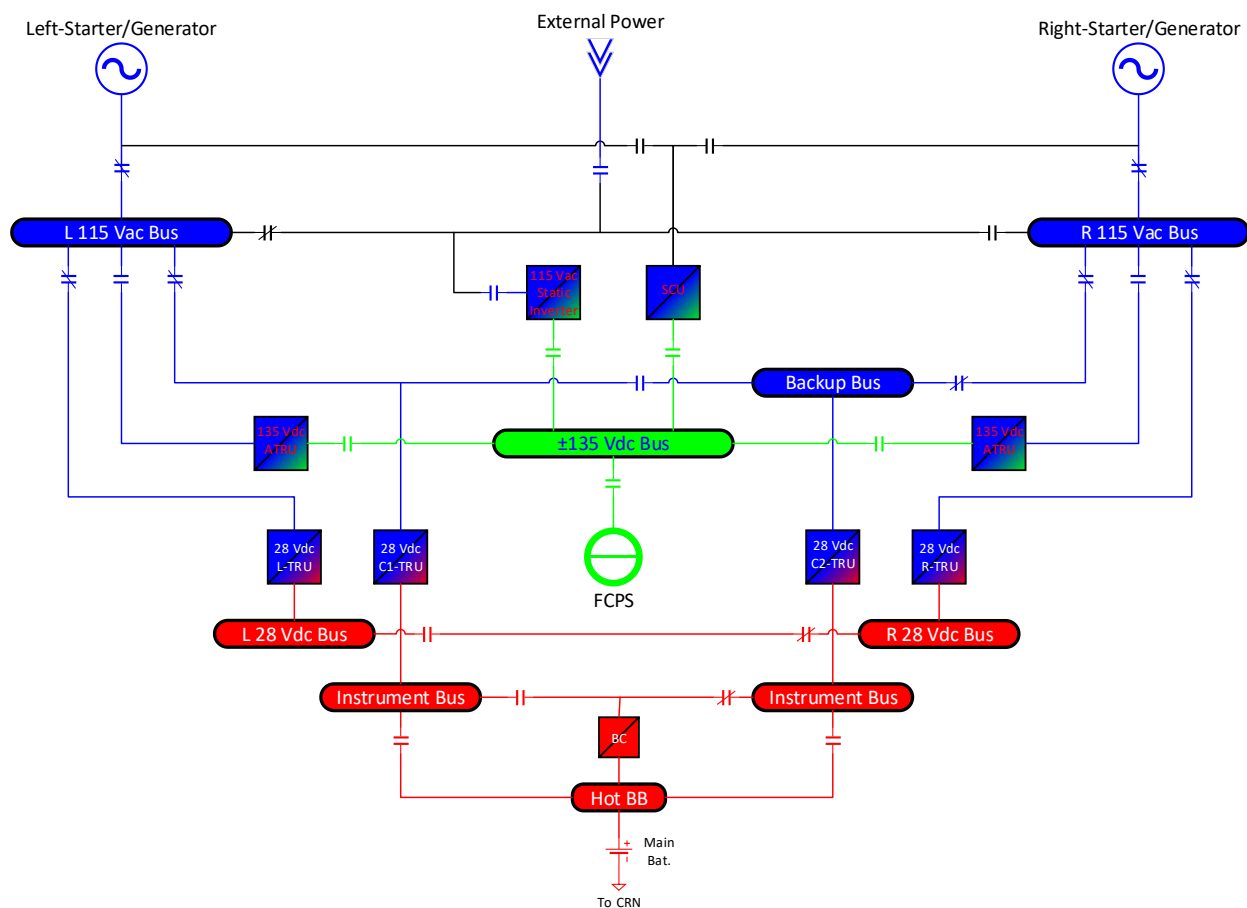 External Power
Left-Starter/Generator
Right-Starter/Generator
L 115 Vac Bus
R 115 Vac Bus
115 Vac
Static
Inverter
SCU
Backup Bus
135 Vdc
ATRU
±135 Vdc Bus
135 Vdc
ATRU
28 Vdc
L-TRU
28 Vdc
C1-TRU
28 Vdc
C2-TRU
28 Vdc
R-TRU
FCPS
L 28 Vdc Bus
R 28 Vdc Bus
Instrument Bus
Instrument Bus
BC
Hot BB
+
-
Main
Bat.
To CRN